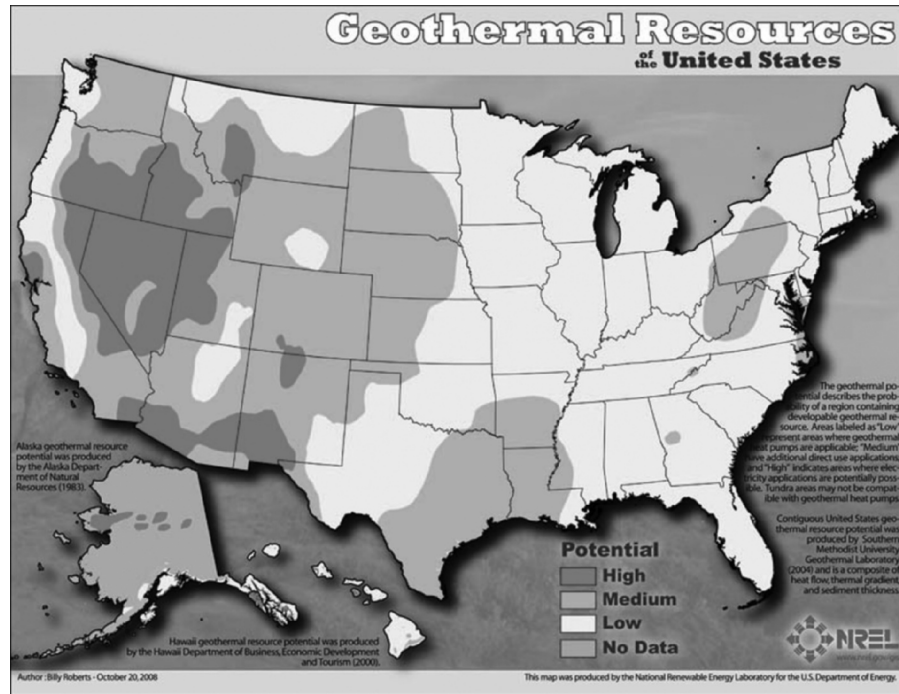 Geothermal Resources
of the United States
The geothermal po-
tential describes the prob-
ability of a region containing
developable geothermal re-
source. Areas labeled as "Low"
represent areas where geothermal
heat pumps are applicable; "Medium"
have additional direct use applications,
and "High" indicates areas where elec-
tricity applications are potentially poss-
ible. Tundra areas may not be compat-
ible with geothermal heat pumps
Contiguous United States geo-
thermal resource potential was
produced by Southern
Methodist University
Geothermal Laboratory
(2004) and is a composite of
heat flow, thermal gradient,
and sediment thickness.
Alaska geothermal resource
potential was produced
by the Alaska Depart-
ment of Natural
Resources (1983).
Potential
High
Medium
Low
No Data
Hawaii geothermal resource potential was produced
by the Hawaii Department of Business, Economic Development
and Tourism (2000).
NREL
www.nrel.gov/gis
Author : Billy Roberts - October 20, 2008
This map was produced by the National Renewable Energy Laboratory for the U.S. Department of Energy.